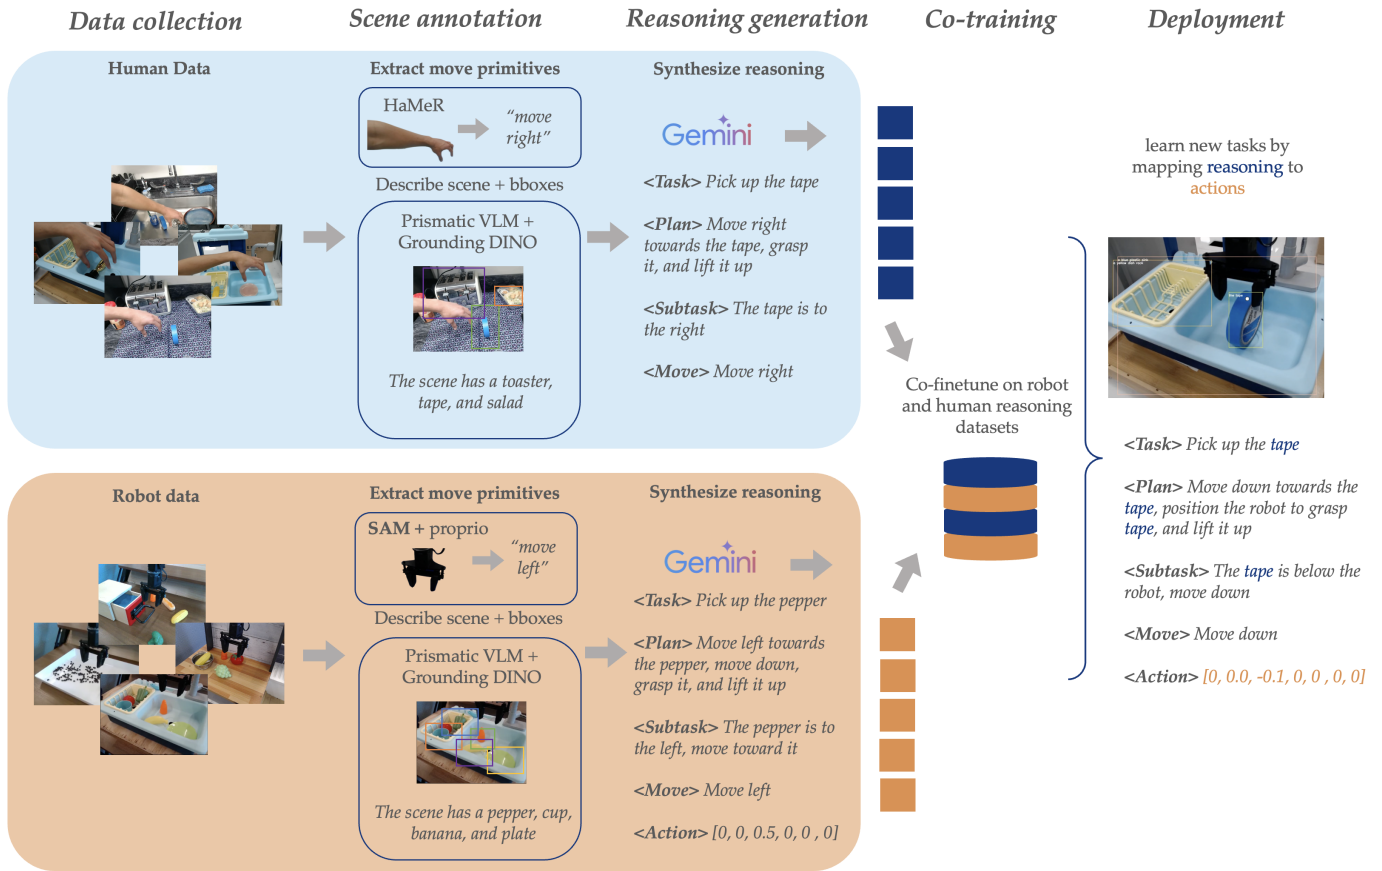 Data collection
Scene annotation
Reasoning generation
Co-training
Deployment
Human Data
Extract move primitives
HaMeR
“move
right”
Describe scene + bboxes
Prismatic VLM +
Grounding DINO
The scene has a toaster,
tape, and salad
Synthesize reasoning
Gemini
<Task> Pick up the tape
<Plan> Move right
towards the tape, grasp
it, and lift it up
<Subtask> The tape is to
the right
<Move> Move right
Robot data
Extract move primitives
SAM + proprio
“move
left”
Describe scene + bboxes
Prismatic VLM +
Grounding DINO
The scene has a pepper, cup,
banana, and plate
Synthesize reasoning
Gemini
<Task> Pick up the pepper
<Plan> Move left towards
the pepper, move down,
grasp it, and lift it up
<Subtask> The pepper is to
the left, move toward it
<Move> Move left
<Action> [0, 0, 0.5, 0, 0 , 0]
Co-finetune on robot
and human reasoning
datasets
learn new tasks by
mapping reasoning to
actions
<Task> Pick up the tape
<Plan> Move down towards the
tape, position the robot to grasp
tape, and lift it up
<Subtask> The tape is below the
robot, move down
<Move> Move down
<Action> [0, 0.0, -0.1, 0, 0 , 0, 0]